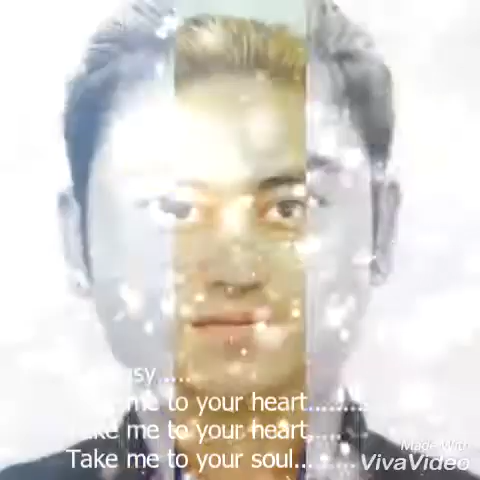 me to your heart........
me to your heart.....
Take me to your soul... .....
Made With
VivaVideo